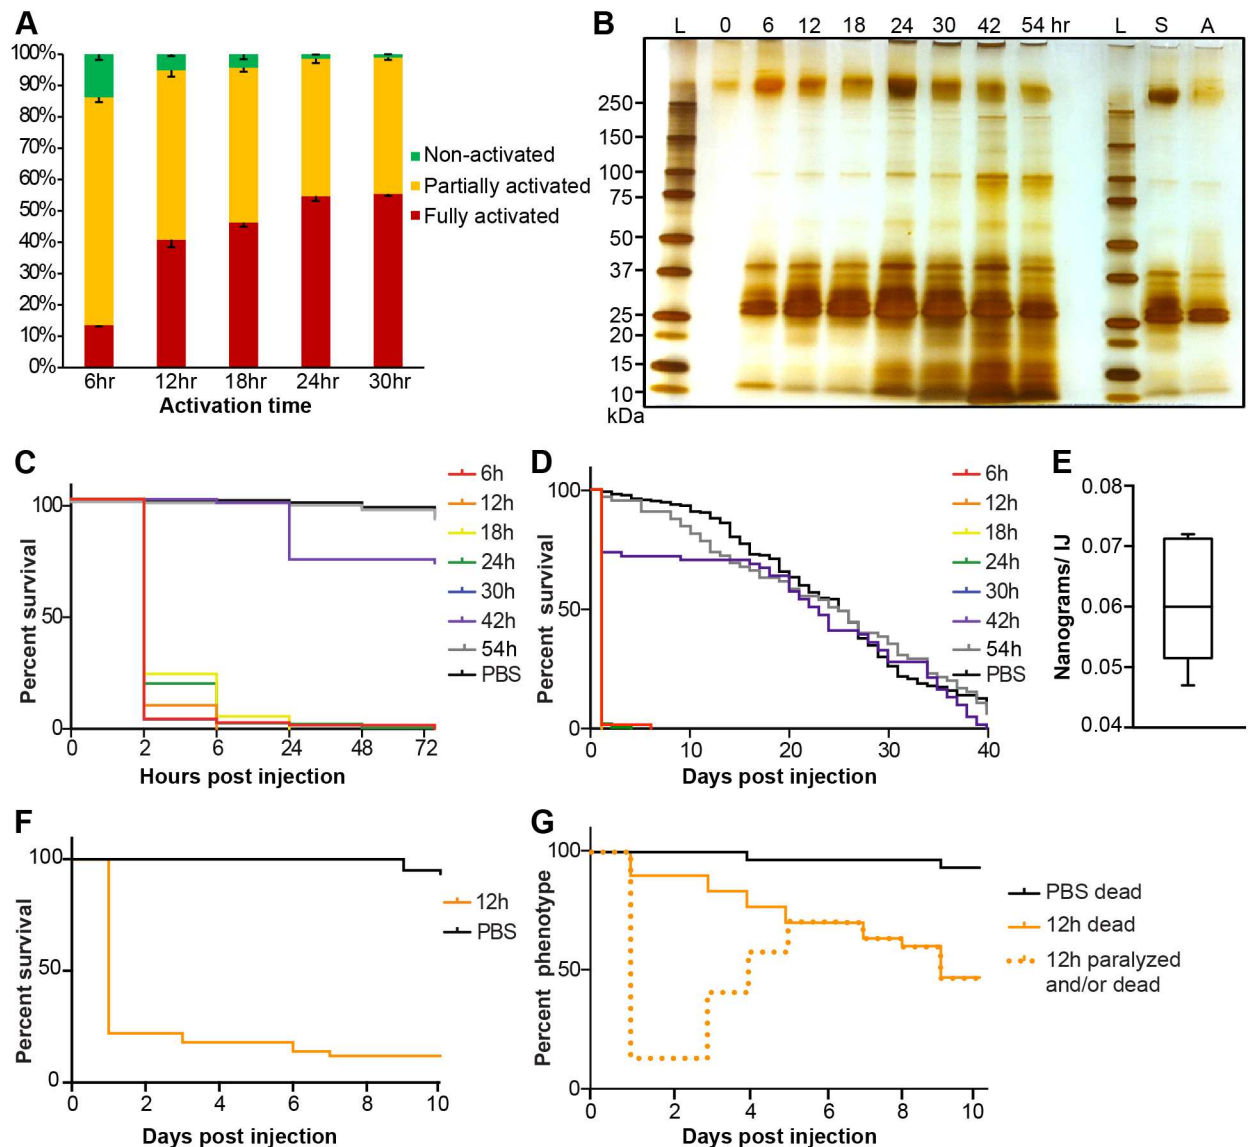 A
100%
90%
80%
70%
60%
50%
40%
30%
20%
10%
0%
6hr 12hr 18hr 24hr 30hr
Activation time
Non-activated
Partially activated
Fully activated
B
L 0 6 12 18 24 30 42 54 hr L S A
250
150
100
75
50
37
25
20
15
10
kDa
C
Percent survival
100
50
0
0 2 6 24 48 72
Hours post injection
6h
12h
18h
24h
30h
42h
54h
PBS
D
Percent survival
100
50
0
0 10 20 30 40
Days post injection
6h
12h
18h
24h
30h
42h
54h
PBS
E
Nanograms/ IJ
0.08
0.07
0.06
0.05
0.04
F
Percent survival
100
50
0
0 2 4 6 8 10
Days post injection
12h
PBS
G
Percent phenotype
100
50
0
0 2 4 6 8 10
Days post injection
PBS dead
12h dead
12h paralyzed
and/or dead